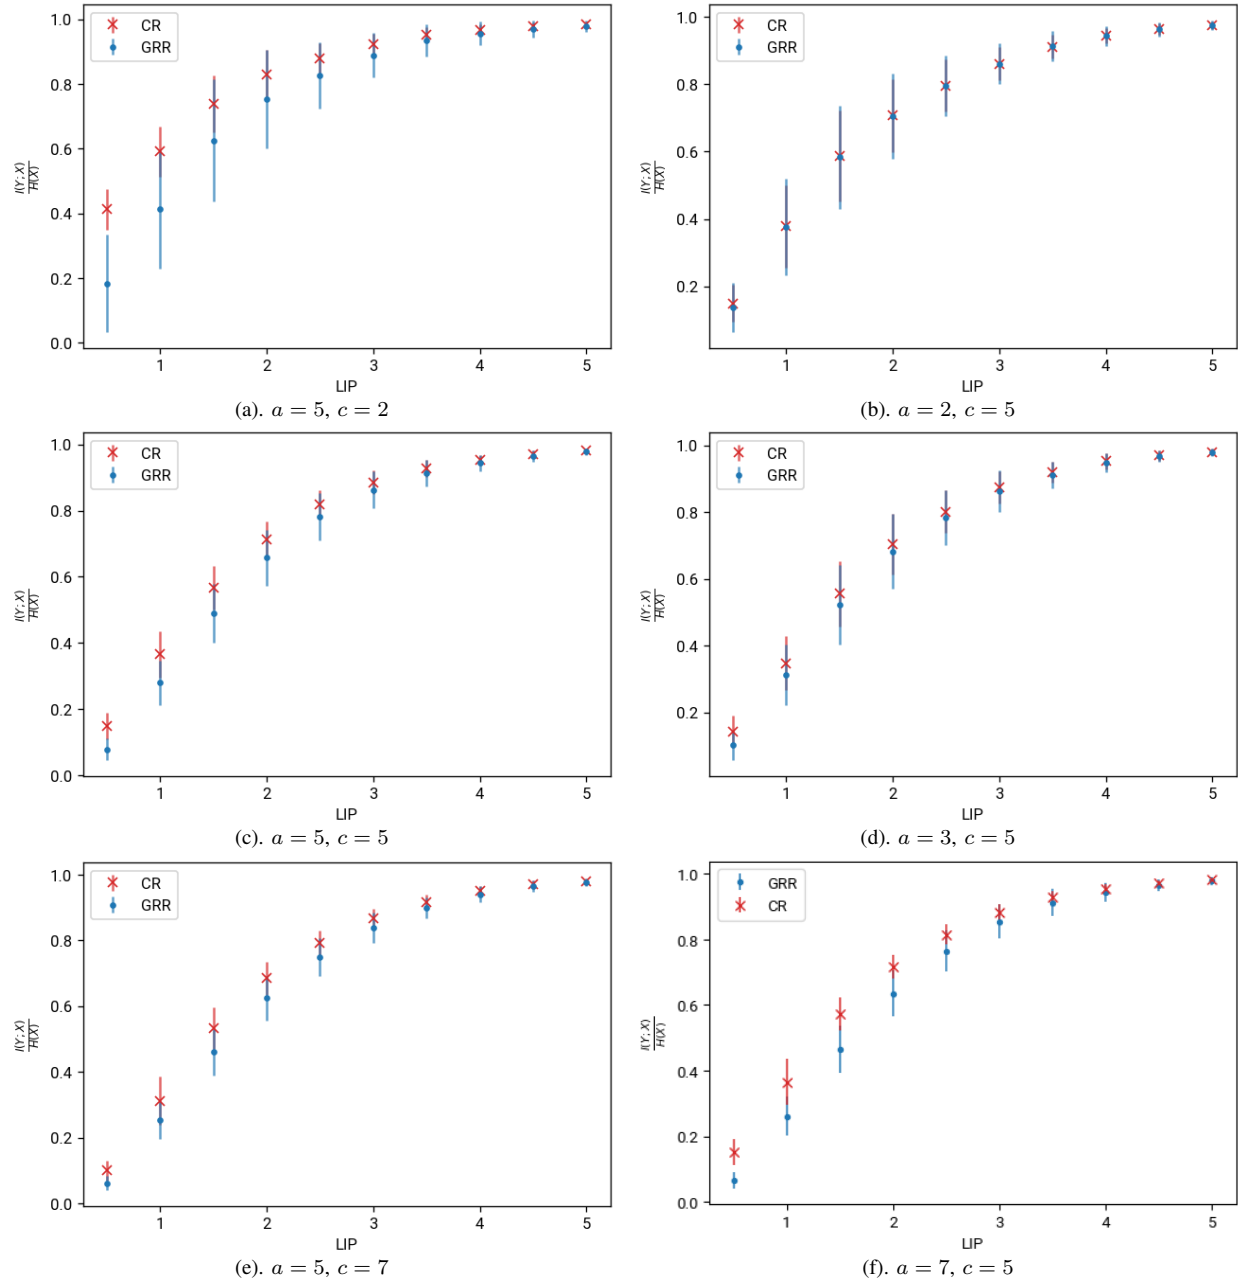 CR
GRR
1.0
0.8
0.6
0.4
0.2
0.0
I(Y; X)
H(X)
1 2 3 4 5
LIP
(a). a = 5, c = 2
CR
GRR
1.0
0.8
0.6
0.4
0.2
I(Y; X)
H(X)
1 2 3 4 5
LIP
(b). a = 2, c = 5
CR
GRR
1.0
0.8
0.6
0.4
0.2
0.0
I(Y; X)
H(X)
1 2 3 4 5
LIP
(c). a = 5, c = 5
CR
GRR
1.0
0.8
0.6
0.4
0.2
I(Y; X)
H(X)
1 2 3 4 5
LIP
(d). a = 3, c = 5
CR
GRR
1.0
0.8
0.6
0.4
0.2
0.0
I(Y; X)
H(X)
1 2 3 4 5
LIP
(e). a = 5, c = 7
GRR
CR
1.0
0.8
0.6
0.4
0.2
0.0
I(Y; X)
H(X)
1 2 3 4 5
LIP
(f). a = 7, c = 5